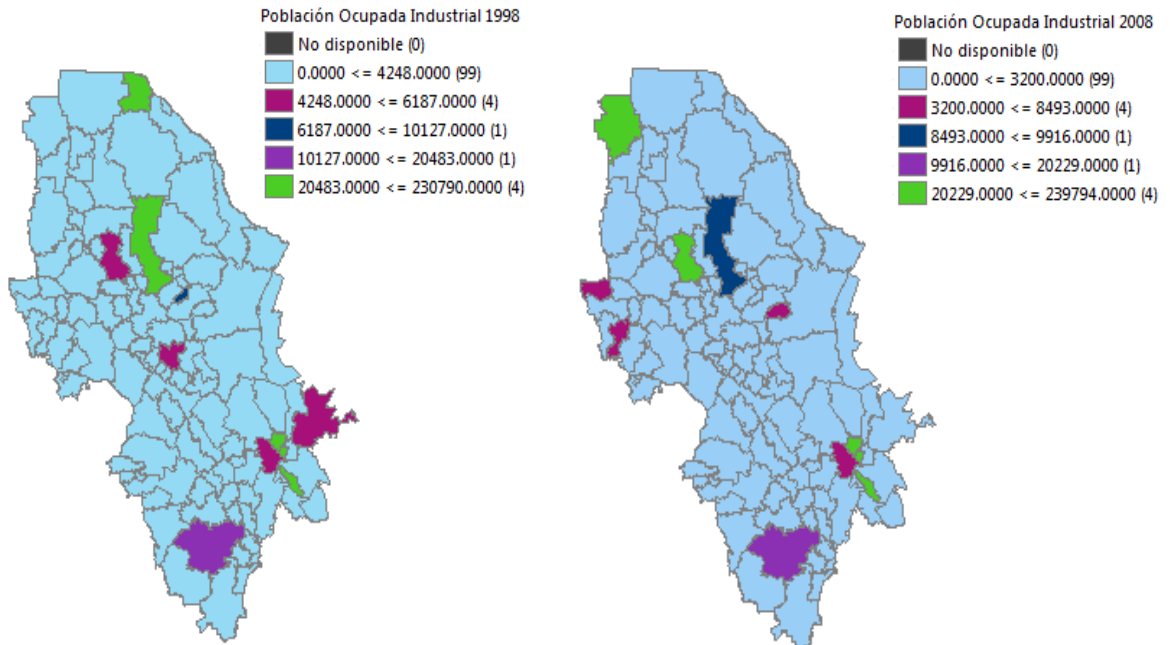 Población Ocupada Industrial 1998
No disponible (0)
0.0000 <= 4248.0000 (99)
4248.0000 <= 6187.0000 (4)
6187.0000 <= 10127.0000 (1)
10127.0000 <= 20483.0000 (1)
20483.0000 <= 230790.0000 (4)
Población Ocupada Industrial 2008
No disponible (0)
0.0000 <= 3200.0000 (99)
3200.0000 <= 8493.0000 (4)
8493.0000 <= 9916.0000 (1)
9916.0000 <= 20229.0000 (1)
20229.0000 <= 239794.0000 (4)